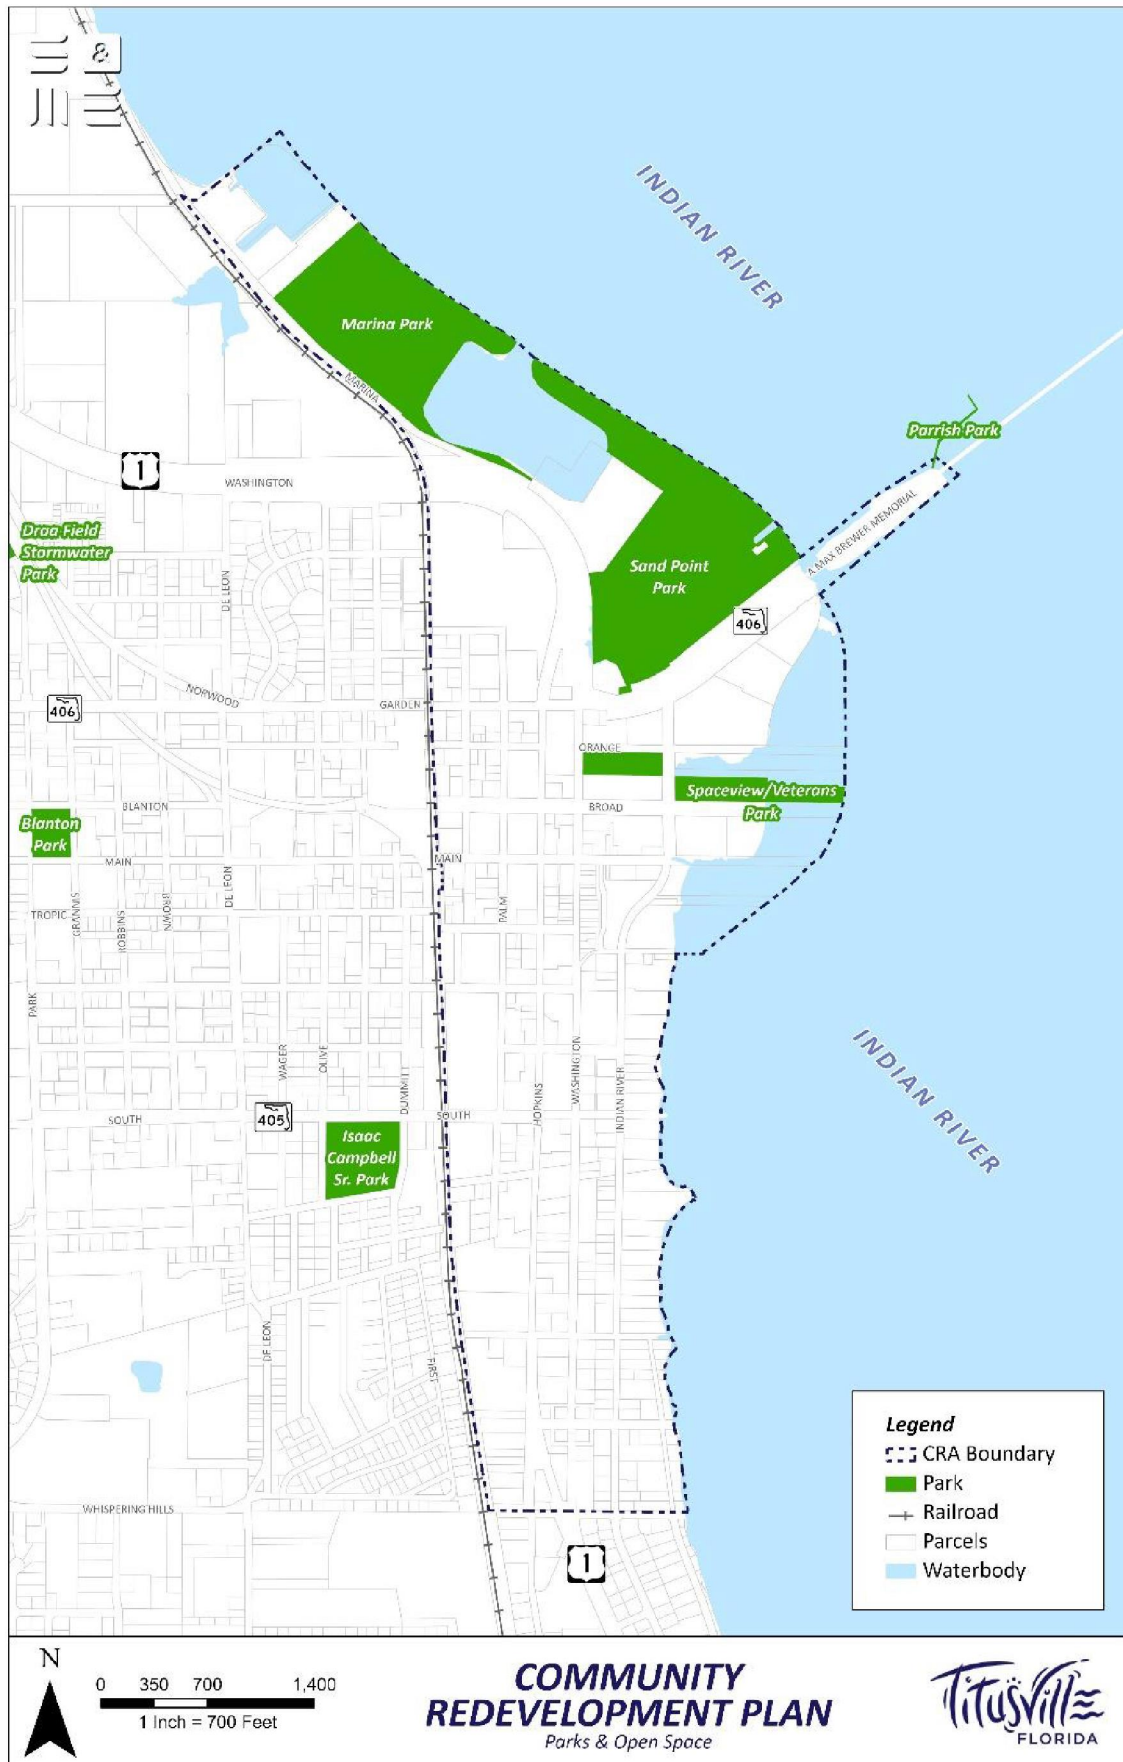 &
INDIAN RIVER
Marina Park
MARINA
Parrish Park
1
WASHINGTON
A MAX BREWER MEMORIAL
Draa Field
Stormwater
Park
Sand Point
Park
DE LEON
406
NORWOOD
406
GARDEN
ORANGE
Spaceview/Veterans
Park
BLANTON
BROAD
Blanton
Park
MAIN
MAIN
DE LEON
GRANNIS
BROWN
PALM
TROPIC
ROBBINS
PARK
INDIAN RIVER
WAGER
OLIVE
WASHINGTON
DUMMITT
HOPKINS
INDIAN RIVER
SOUTH
405
SOUTH
Isaac
Campbell
Sr. Park
DE LEON
FIRST
WHISPERING HILLS
1
Legend
CRA Boundary
Park
Railroad
Parcels
Waterbody
N
0 350 700 1,400
1 Inch = 700 Feet
COMMUNITY
REDEVELOPMENT PLAN
Parks & Open Space
Titusville
FLORIDA